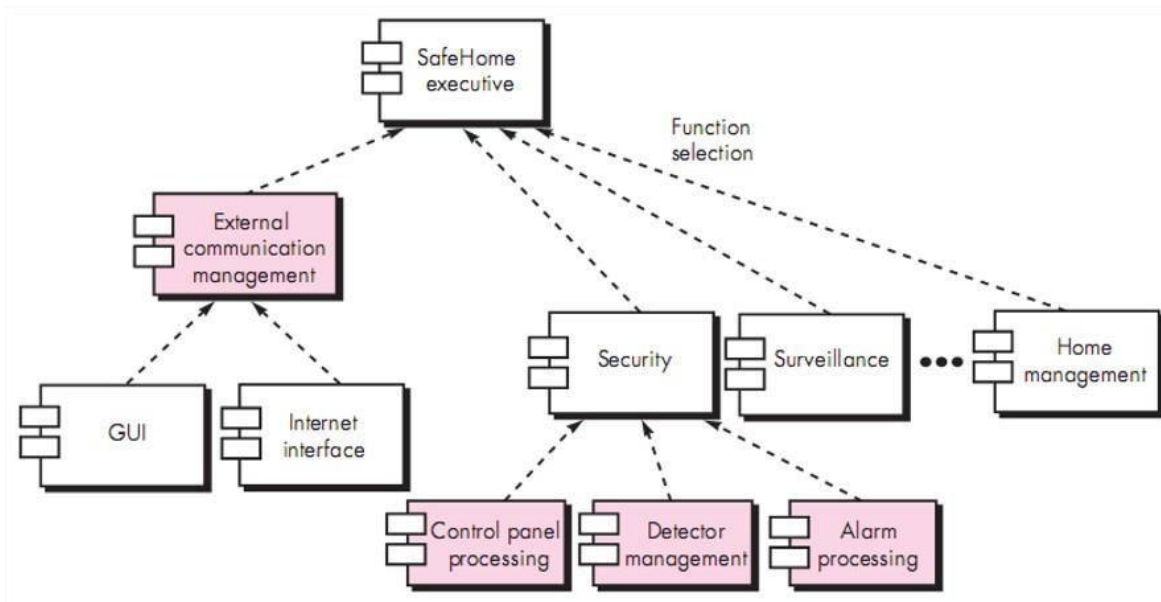 SafeHome
executive
Function
selection
External
communication
management
Security
Surveillance
Home
management
GUI
Internet
interface
Control panel
processing
Detector
management
Alarm
processing